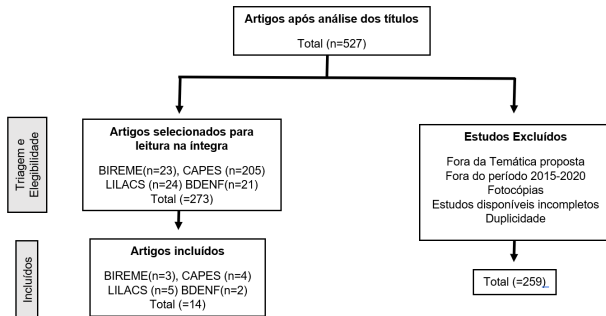 Artigos após análise dos títulos
Total (n=527)
Triagem e
Elegibilidade
Artigos selecionados para
leitura na íntegra
BIREME(n=23), CAPES (n=205)
LILACS (n=24) BDENF(n=21)
Total (=273)
Estudos Excluídos
Fora da Temática proposta
Fora do período 2015-2020
Fotocópias
Estudos disponíveis incompletos
Duplicidade
Incluídos
Artigos incluídos
BIREME(n=3), CAPES (n=4)
LILACS (n=5) BDENF(n=2)
Total (=14)
Total (=259)